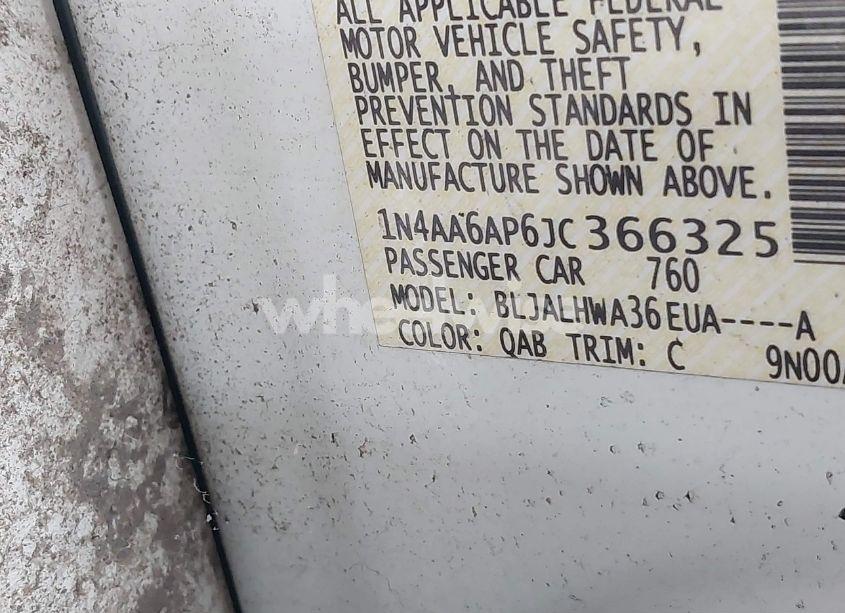 ALL APPLICABLE FEDERAL
MOTOR VEHICLE SAFETY,
BUMPER, AND THEFT
PREVENTION STANDARDS IN
EFFECT ON THE DATE OF
MANUFACTURE SHOWN ABOVE.
1N4AA6AP6JC366325
PASSENGER CAR 760
MODEL: BLJALHWA36EUA----A
COLOR: QAB TRIM: C 9N00